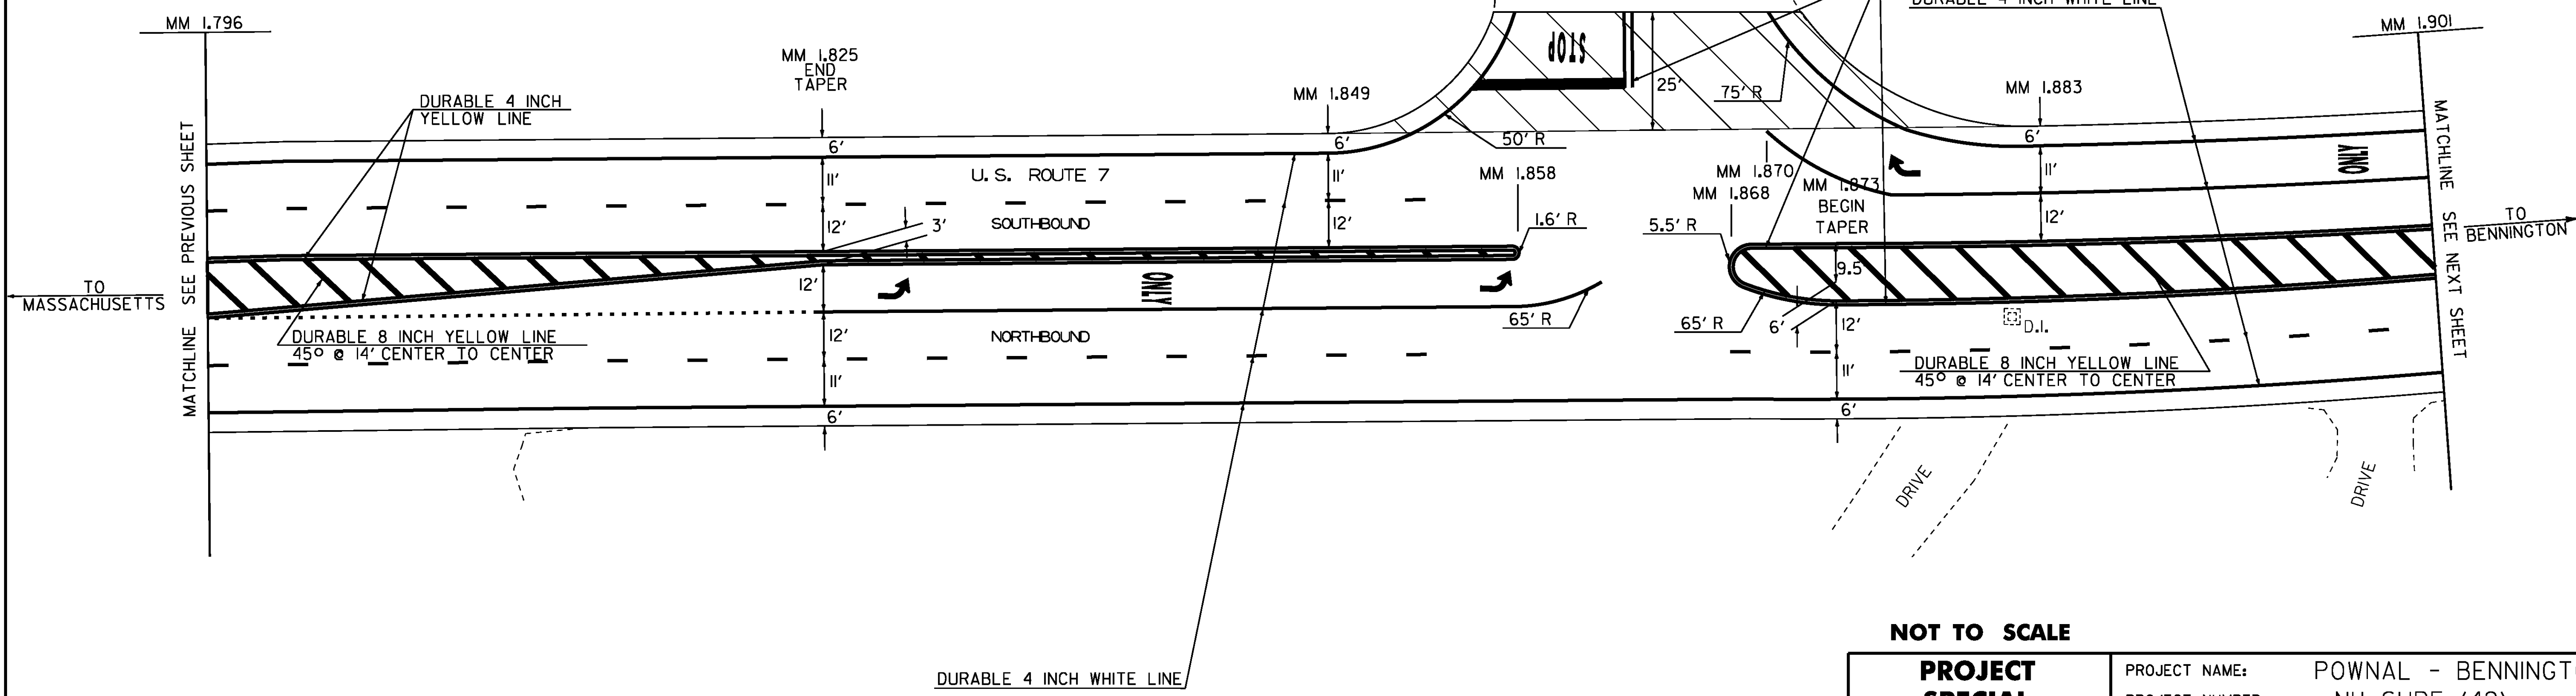 MM 1.796
MM 1.825
END
TAPER
MM 1.849
MM 1.883
MM 1.901
DURABLE 4 INCH WHITE LINE
DURABLE 4 INCH
YELLOW LINE
STOP
25'
75' R
50' R
6'
6'
6'
MATCHLINE SEE PREVIOUS SHEET
MATCHLINE SEE NEXT SHEET
U.S. ROUTE 7
SOUTHBOUND
11'
11'
11'
12'
12'
12'
3'
MM 1.858
MM 1.870
MM 1.868
MM 1.873
BEGIN
TAPER
ONLY
1.6' R
5.5' R
9.5'
TO
BENNINGTON
TO
MASSACHUSETTS
12'
ONLY
65' R
65' R
6'
12'
D.I.
DURABLE 8 INCH YELLOW LINE
45° @ 14' CENTER TO CENTER
12'
NORTHBOUND
DURABLE 8 INCH YELLOW LINE
45° @ 14' CENTER TO CENTER
11'
11'
6'
6'
DRIVE
DRIVE
NOT TO SCALE
DURABLE 4 INCH WHITE LINE
PROJECT
SPECIAL
PROJECT NAME: POWNAL - BENNINGT